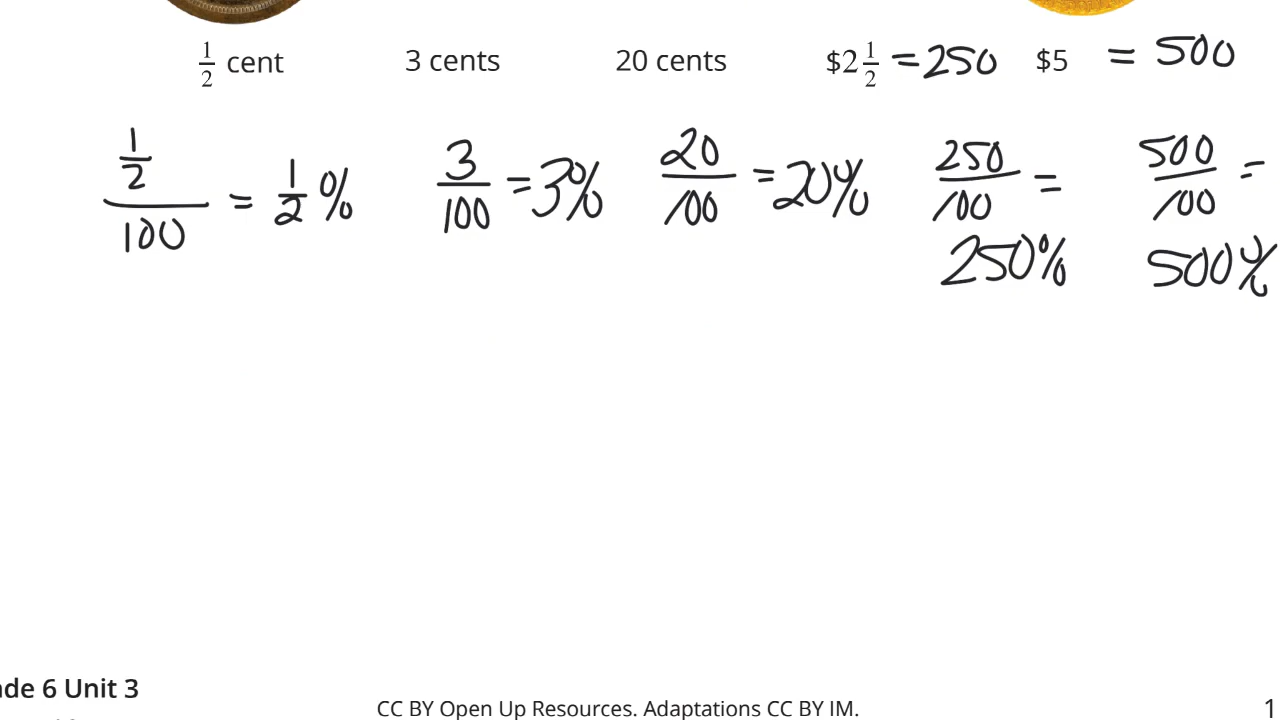 1/2 cent 3 cents 20 cents $2 1/2 = 250 $5 = 500
1/2/100 = 1/2 % 3/100 = 3% 20/100 = 20% 250/100 = 500/100 =
250% 500%
de 6 Unit 3
CC BY Open Up Resources. Adaptations CC BY IM. 1